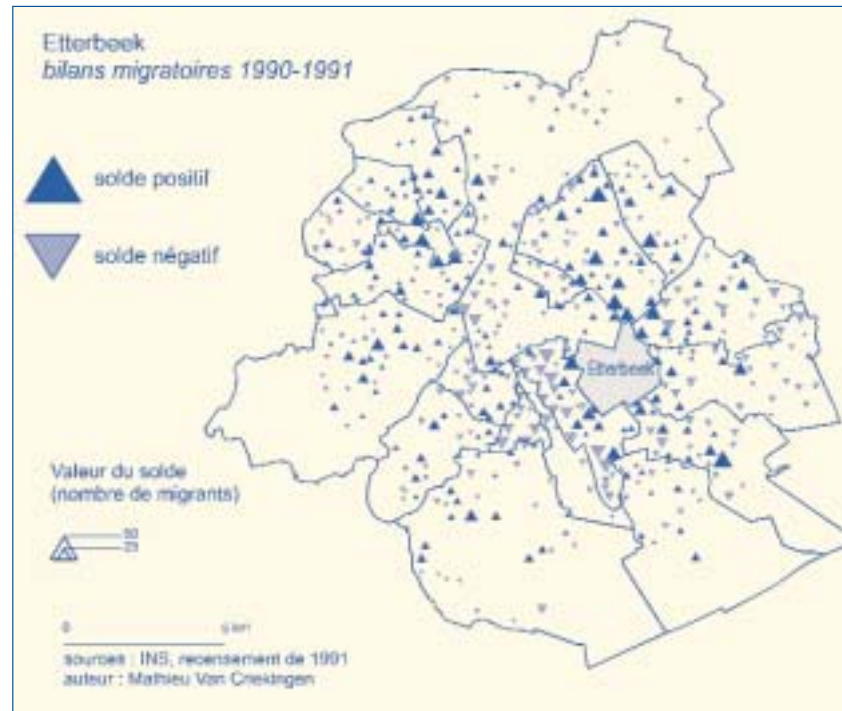 Etterbeek
bilans migratoires 1990-1991
solde positif
solde négatif
Etterbeek
Valeur du solde
(nombre de migrants)
50
25
0
sources : INS, recensement de 1991
auteur : Mathieu Van Criekingen